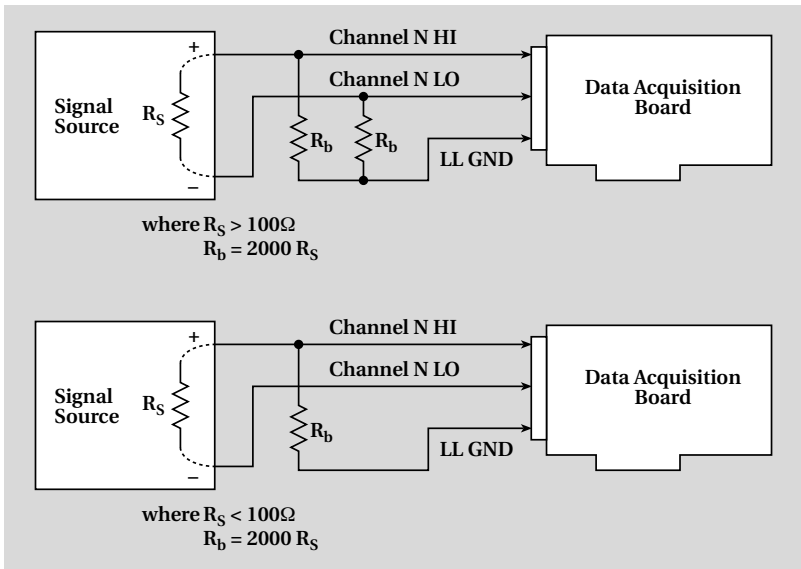 +
Channel N HI
Channel N LO
Signal
Source
R_S
R_b
R_b
LL GND
Data Acquisition
Board
−
where R_S > 100Ω
R_b = 2000 R_S
+
Channel N HI
Channel N LO
Signal
Source
R_S
R_b
LL GND
Data Acquisition
Board
−
where R_S < 100Ω
R_b = 2000 R_S